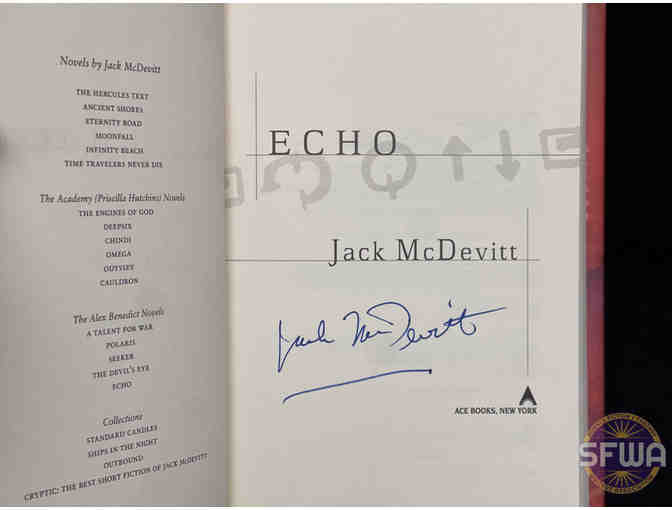 Novels by Jack McDevitt
THE HERCULES TEXT
ANCIENT SHORES
ETERNITY ROAD
MOONFALL
INFINITY BEACH
TIME TRAVELERS NEVER DIE
The Academy (Priscilla Hutchins) Novels
THE ENGINES OF GOD
DEEPSIX
CHINDI
OMEGA
ODYSSEY
CAULDRON
The Alex Benedict Novels
A TALENT FOR WAR
POLARIS
SEEKER
THE DEVIL'S EYE
ECHO
Collections
STANDARD CANDLES
SHIPS IN THE NIGHT
OUTBOUND
CRYPTIC: THE BEST SHORT FICTION OF JACK MCDEVITT
ECHO
Jack McDevitt
Jack McDevitt
ACE BOOKS, NEW YORK
SFWA